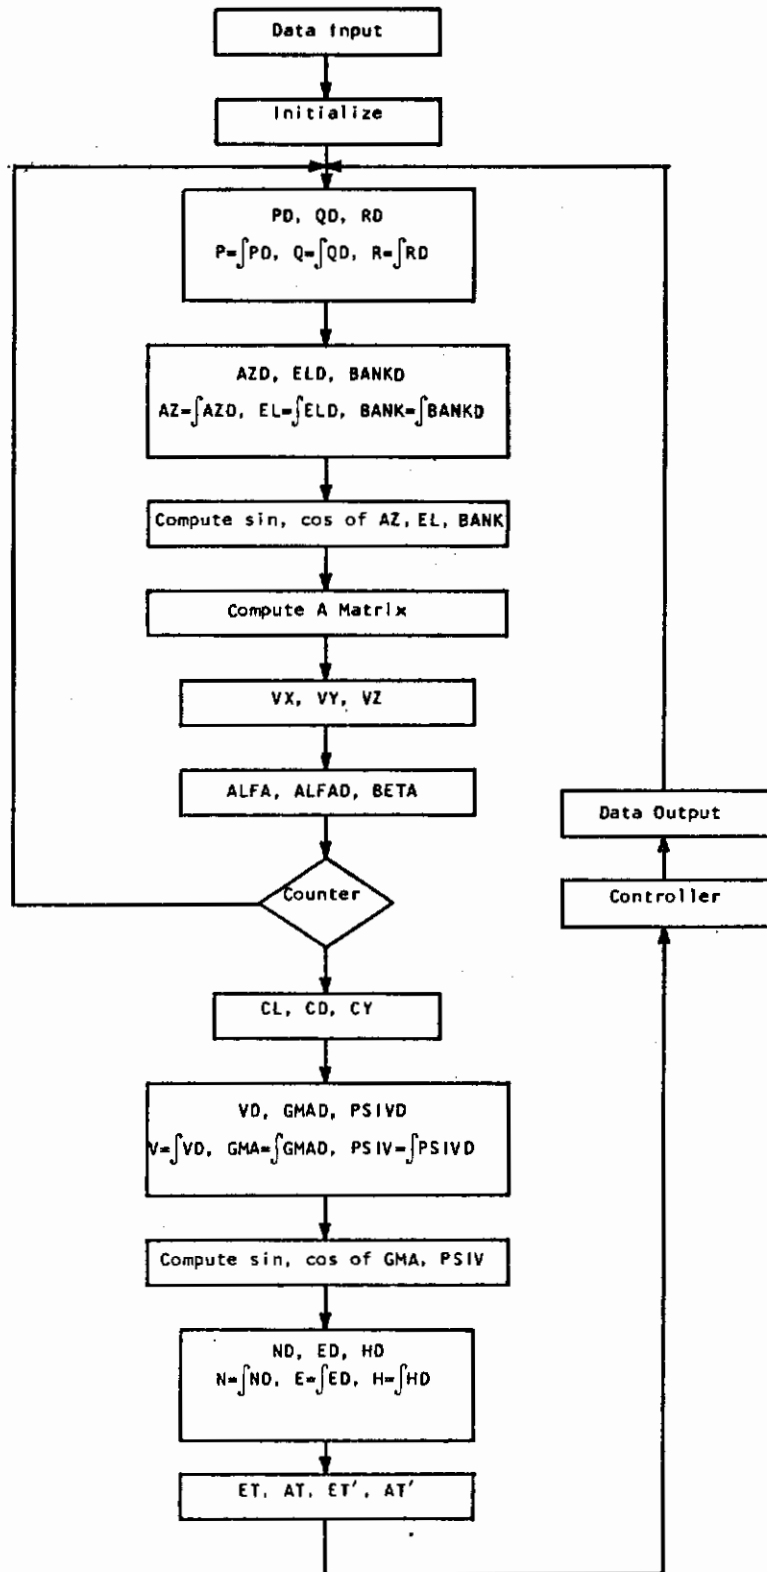 Data Input
Initialize
PD, QD, RD
P=∫PD, Q=∫QD, R=∫RD
AZD, ELD, BANKD
AZ=∫AZD, EL=∫ELD, BANK=∫BANKD
Compute sin, cos of AZ, EL, BANK
Compute A Matrix
VX, VY, VZ
ALFA, ALFAD, BETA
Counter
CL, CD, CY
VD, GMAD, PSIVD
V=∫VD, GMA=∫GMAD, PSIV=∫PSIVD
Compute sin, cos of GMA, PSIV
ND, ED, HD
N=∫ND, E=∫ED, H=∫HD
ET, AT, ET′, AT′
Controller
Data Output